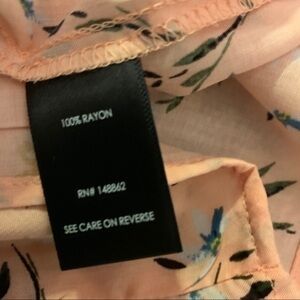 100% RAYON
RN# 148862
SEE CARE ON REVERSE